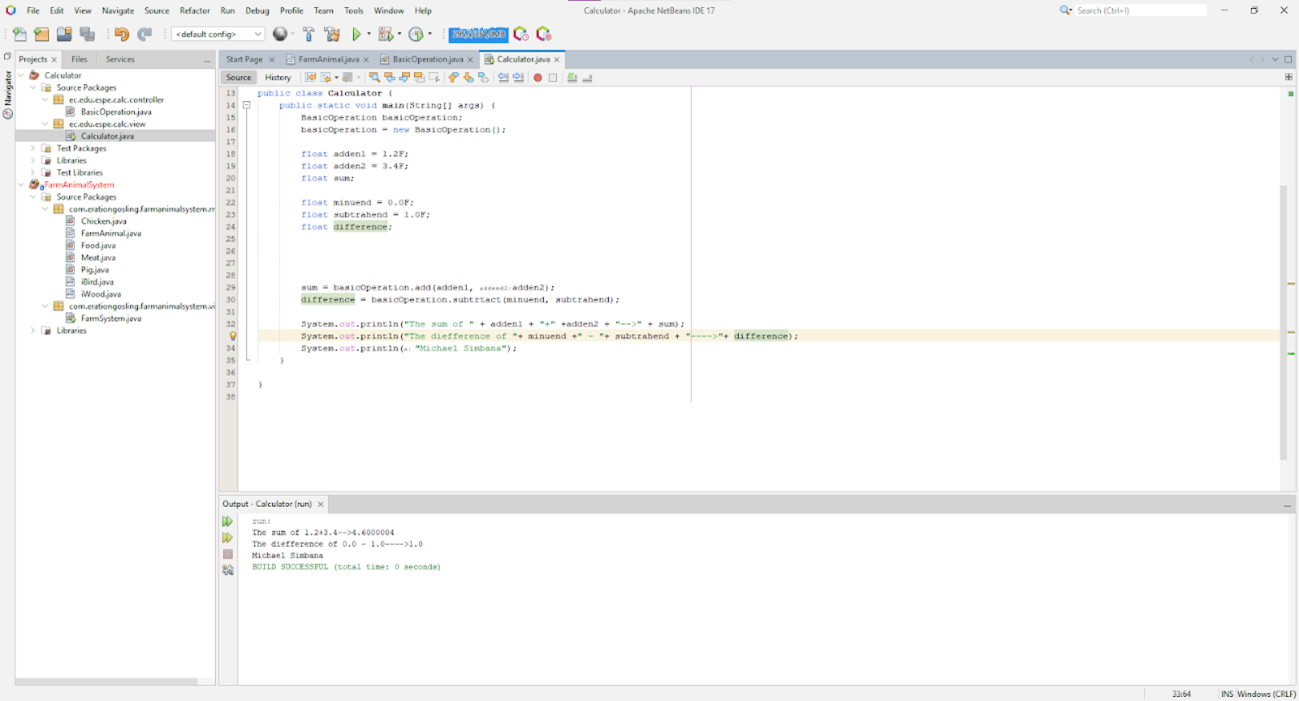 File Edit View Navigate Source Refactor Run Debug Profile Team Tools Window Help
Calculator - Apache NetBeans IDE 17
Search (Ctrl+I)
<default config>
Projects Files Services
Navigator
Calculator
Source Packages
ec.edu.espe.calc.controller
BasicOperation.java
ec.edu.espe.calc.view
Calculator.java
Test Packages
Libraries
Test Libraries
FarmAnimalSystem
Source Packages
com.erationgosling.farmanimalsystem.m
Chicken.java
FarmAnimal.java
Food.java
Meat.java
Pig.java
iBird.java
iWood.java
com.erationgosling.farmanimalsystem.vi
FarmSystem.java
Libraries
Start Page FarmAnimal.java BasicOperation.java Calculator.java
Source History
13 public class Calculator {
14 public static void main(String[] args) {
15 BasicOperation basicOperation;
16 basicOperation = new BasicOperation();
17
18 float adden1 = 1.2F;
19 float adden2 = 3.4F;
20 float sum;
21
22 float minuend = 0.0F;
23 float subtrahend = 1.0F;
24 float difference;
25
26
27
28
29 sum = basicOperation.add(adden1, addend2:adden2);
30 difference = basicOperation.subtrtact(minuend, subtrahend);
31
32 System.out.println("The sum of " + adden1 + "+" +adden2 + "-->" + sum);
System.out.println("The diefference of "+ minuend +" - "+ subtrahend + "---->"+ difference);
34 System.out.println(x: "Michael Simbana");
35 }
36
37 }
38
Output - Calculator (run)
run:
The sum of 1.2+3.4-->4.6000004
The diefference of 0.0 - 1.0---->1.0
Michael Simbana
BUILD SUCCESSFUL (total time: 0 seconds)
33:64 INS Windows (CRLF)